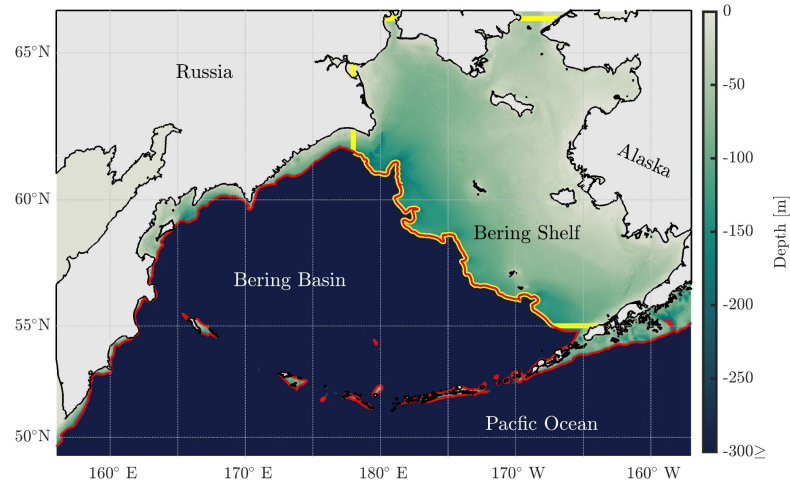 65°N
60°N
55°N
50°N
160° E
170° E
180° E
170° W
160° W
Russia
Alaska
Bering Shelf
Bering Basin
Pacfic Ocean
0
-50
-100
-150
-200
-250
-300≥
Depth [m]